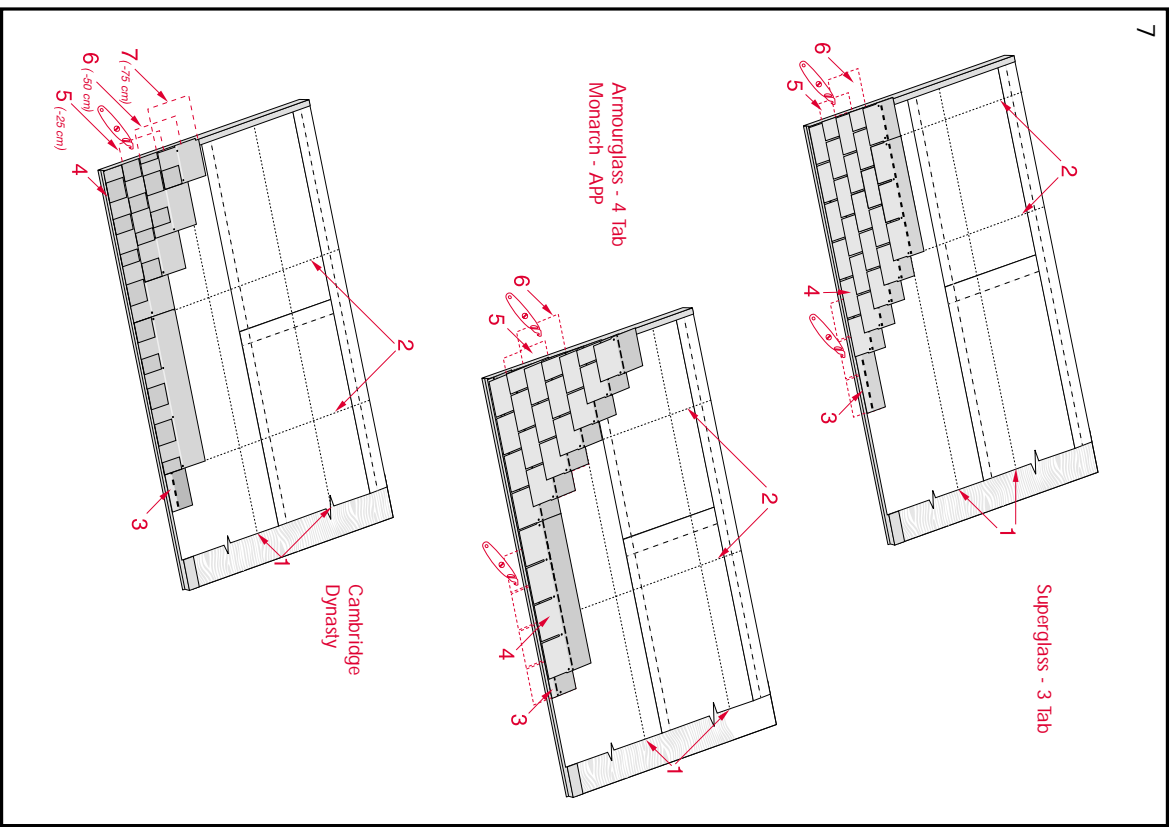 7
Superglass - 3 Tab
2
1
6
5
4
3
Armourglass - 4 Tab
Monarch - APP
2
1
6
5
4
3
Cambridge
Dynasty
2
1
7 (-75 cm)
6 (-50 cm)
5 (-25 cm)
4
3